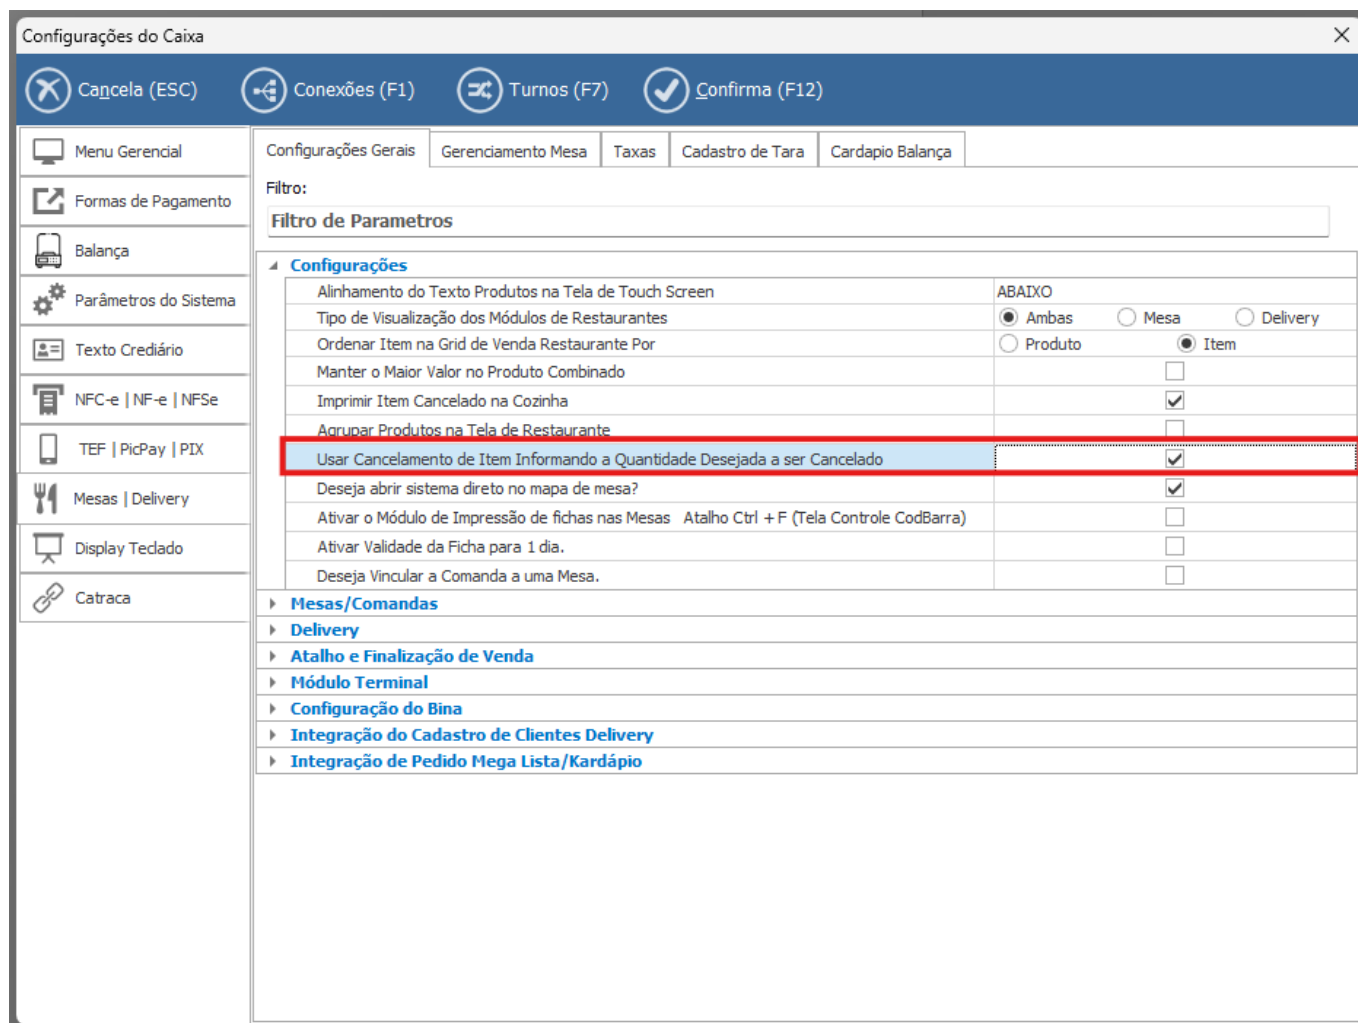 Configurações do Caixa
Cancela (ESC)
Conexões (F1)
Turnos (F7)
Confirma (F12)
Menu Gerencial
Formas de Pagamento
Balança
Parâmetros do Sistema
Texto Crediário
NFC-e | NF-e | NFSe
TEF | PicPay | PIX
Mesas | Delivery
Display Teclado
Catraca
Configurações Gerais
Gerenciamento Mesa
Taxas
Cadastro de Tara
Cardapio Balança
Filtro:
Filtro de Parametros
Configurações
Alinhamento do Texto Produtos na Tela de Touch Screen ABAIXO
Tipo de Visualização dos Módulos de Restaurantes Ambas Mesa Delivery
Ordenar Item na Grid de Venda Restaurante Por Produto Item
Manter o Maior Valor no Produto Combinado
Imprimir Item Cancelado na Cozinha
Agrupar Produtos na Tela de Restaurante
Usar Cancelamento de Item Informando a Quantidade Desejada a ser Cancelado
Deseja abrir sistema direto no mapa de mesa?
Ativar o Módulo de Impressão de fichas nas Mesas Atalho Ctrl + F (Tela Controle CodBarra)
Ativar Validade da Ficha para 1 dia.
Deseja Vincular a Comanda a uma Mesa.
Mesas/Comandas
Delivery
Atalho e Finalização de Venda
Módulo Terminal
Configuração do Bina
Integração do Cadastro de Clientes Delivery
Integração de Pedido Mega Lista/Kardápio